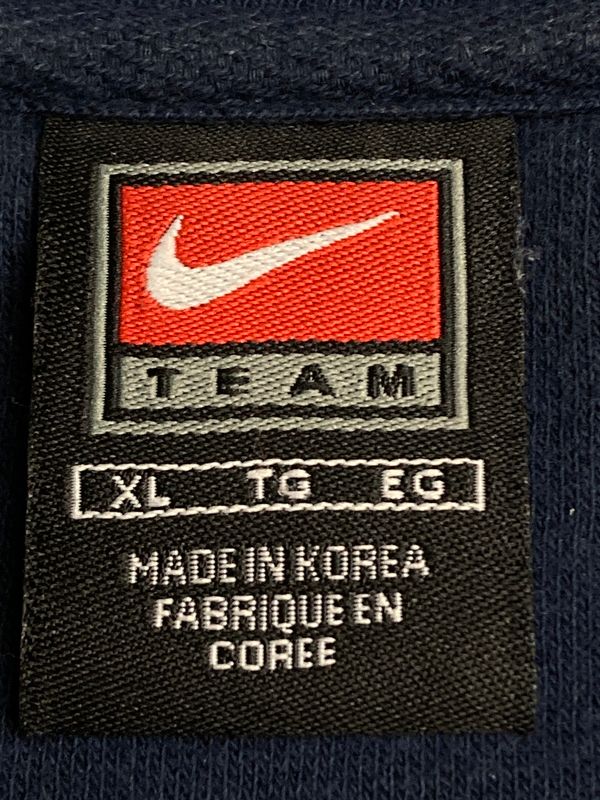 TEAM
XL TG EG
MADE IN KOREA
FABRIQUE EN
COREE